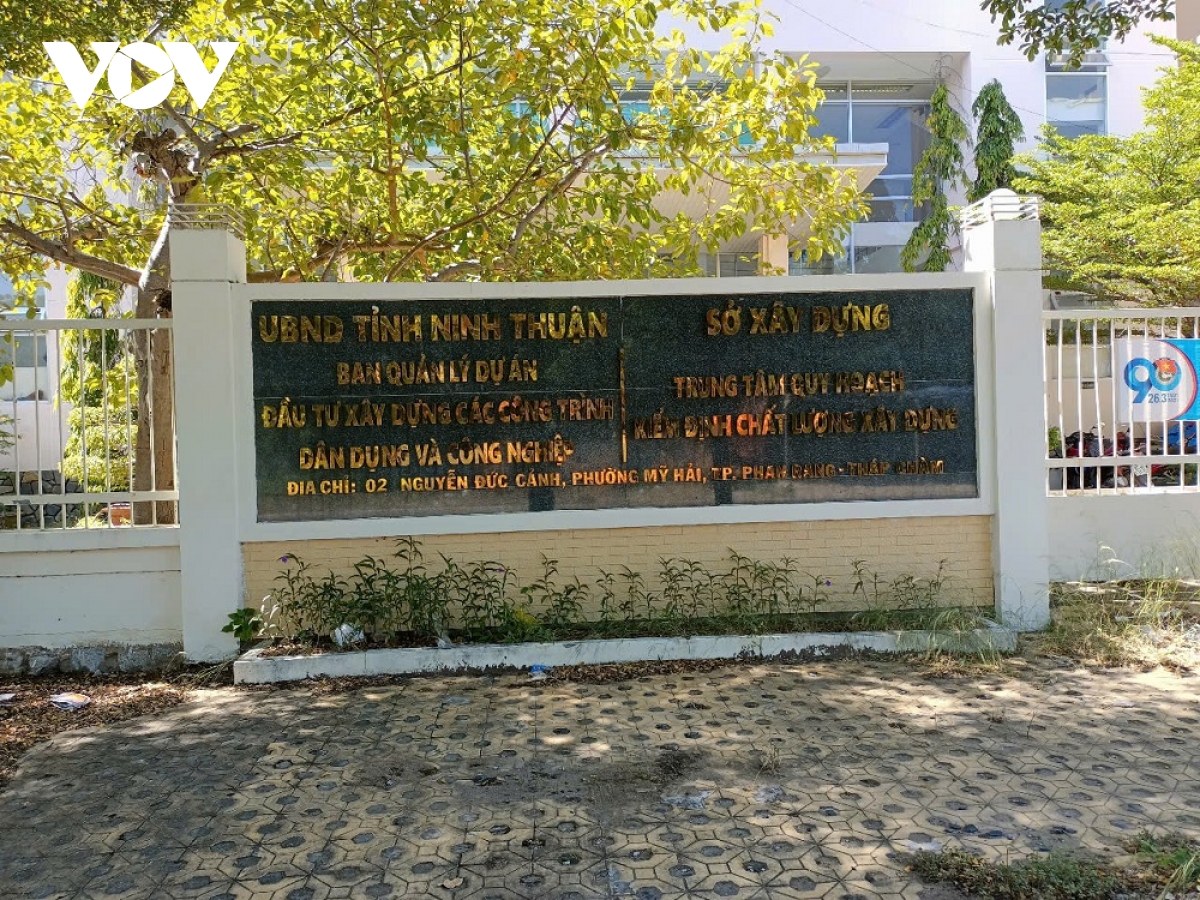 VOV
UBND TỈNH NINH THUẬN
BAN QUẢN LÝ DỰ ÁN
ĐẦU TƯ XÂY DỰNG CÁC CÔNG TRÌNH
DÂN DỤNG VÀ CÔNG NGHIỆP
SỞ XÂY DỰNG
TRUNG TÂM QUY HOẠCH
KIỂM ĐỊNH CHẤT LƯỢNG XÂY DỰNG
ĐỊA CHỈ: 02 NGUYỄN ĐỨC CẢNH, PHƯỜNG MỸ HẢI, TP. PHAN RANG - THÁP CHÀM
90
26.3